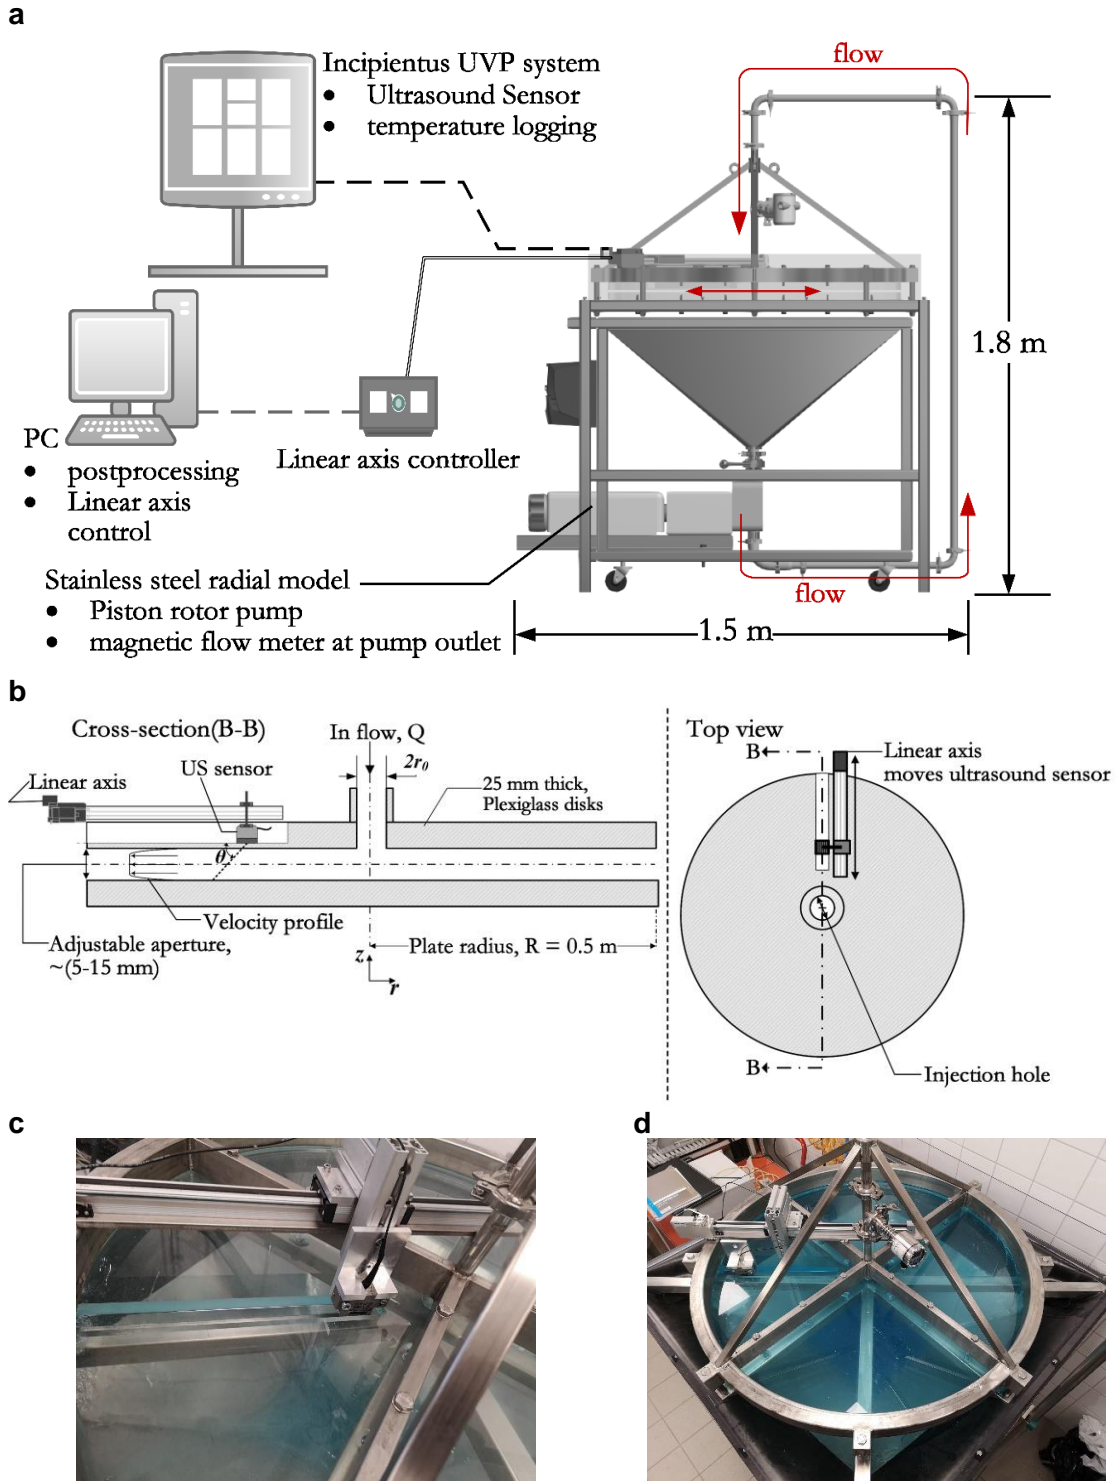 a
Incipientus UVP system
• Ultrasound Sensor
• temperature logging
flow
1.8 m
PC
• postprocessing
• Linear axis
control
Linear axis controller
Stainless steel radial model
• Piston rotor pump
• magnetic flow meter at pump outlet
flow
1.5 m
b
Cross-section(B-B)
In flow, Q
2r₀
US sensor
Linear axis
25 mm thick,
Plexiglass disks
θ
Velocity profile
Adjustable aperture,
~(5-15 mm)
Plate radius, R = 0.5 m
z
r
Top view
B
Linear axis
moves ultrasound sensor
B
Injection hole
c
d